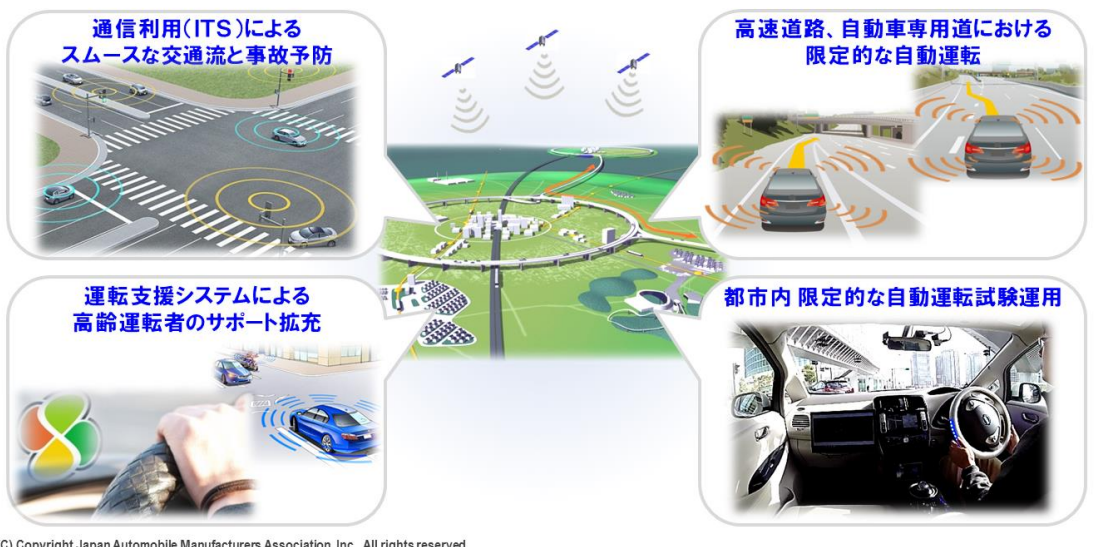 通信利用(ITS)による
スムースな交通流と事故予防
高速道路、自動車専用道における
限定的な自動運転
運転支援システムによる
高齢運転者のサポート拡充
都市内 限定的な自動運転試験運用
(C) Copyright Japan Automobile Manufacturers Association, Inc., All rights reserved.